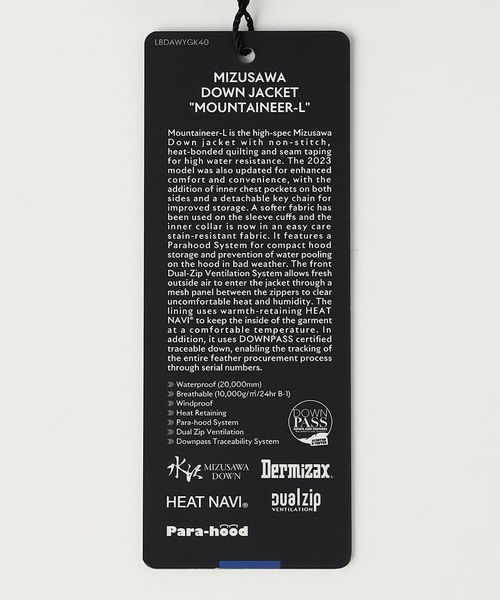 LBDAWYGK40
MIZUSAWA
DOWN JACKET
"MOUNTAINEER-L"
Mountaineer-L is the high-spec Mizusawa
Down jacket with non-stitch,
heat-bonded quilting and seam taping
for high water resistance. The 2023
model was also updated for enhanced
comfort and convenience, with the
addition of inner chest pockets on both
sides and a detachable key chain for
improved storage. A softer fabric has
been used on the sleeve cuffs and the
inner collar is now in an easy care
stain-resistant fabric. It features a
Parahood System for compact hood
storage and prevention of water pooling
on the hood in bad weather. The front
Dual-Zip Ventilation System allows fresh
outside air to enter the jacket through a
mesh panel between the zippers to clear
uncomfortable heat and humidity. The
lining uses warmth-retaining HEAT
NAVI® to keep the inside of the garment
at a comfortable temperature. In
addition, it uses DOWNPASS certified
traceable down, enabling the tracking of
the entire feather procurement process
through serial numbers.
Waterproof (20,000mm)
Breathable (10,000g/㎡/24hr B-1)
Windproof
Heat Retaining
Para-hood System
Dual Zip Ventilation
Downpass Traceability System
DOWN
PASS
水沢 MIZUSAWA
DOWN
Dermizax®
HEAT NAVI®
Dualzip
VENTILATION
Para-hood